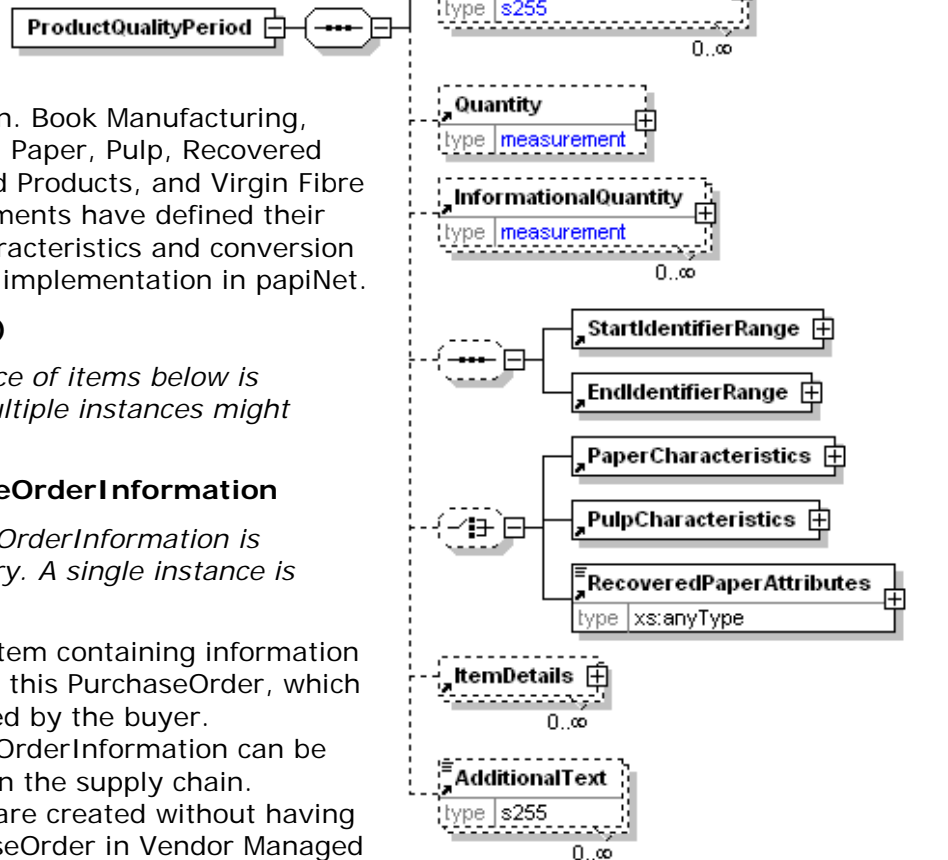 ProductQualityPeriod
type s255
0..∞
n. Book Manufacturing,
Paper, Pulp, Recovered
d Products, and Virgin Fibre
ments have defined their
aracteristics and conversion
implementation in papiNet.
)
ce of items below is
ultiple instances might
eOrderInformation
OrderInformation is
ry. A single instance is
tem containing information
this PurchaseOrder, which
ed by the buyer.
OrderInformation can be
n the supply chain.
are created without having
seOrder in Vendor Managed
Quantity
type measurement
InformationalQuantity
type measurement
0..∞
StartIdentifierRange
EndIdentifierRange
PaperCharacteristics
PulpCharacteristics
RecoveredPaperAttributes
type xs:anyType
ItemDetails
0..∞
AdditionalText
type s255
0..∞